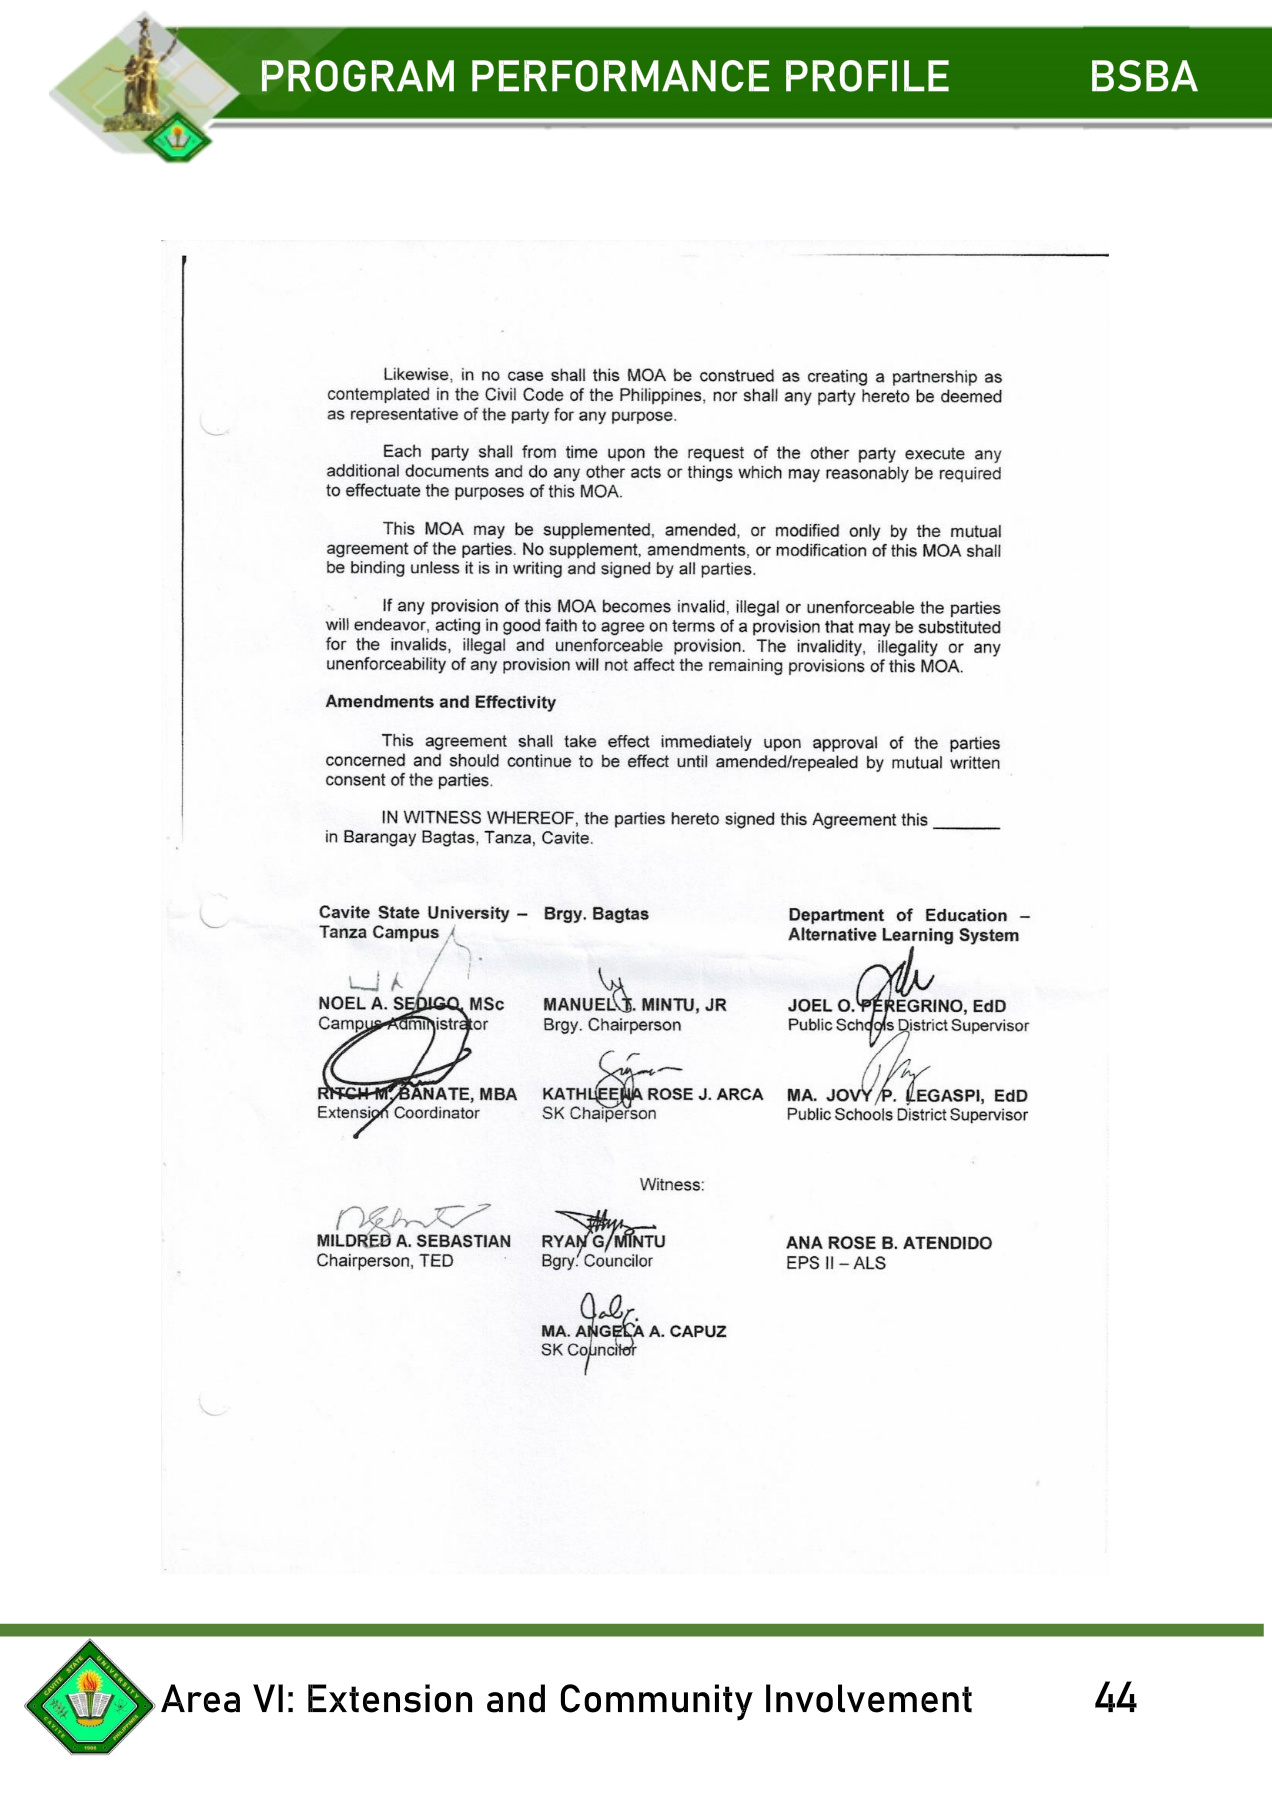 PROGRAM PERFORMANCE PROFILE BSBA
Likewise, in no case shall this MOA be construed as creating a partnership as
contemplated in the Civil Code of the Philippines, nor shall any party hereto be deemed
as representative of the party for any purpose.
Each party shall from time upon the request of the other party execute any
additional documents and do any other acts or things which may reasonably be required
to effectuate the purposes of this MOA.
This MOA may be supplemented, amended, or modified only by the mutual
agreement of the parties. No supplement, amendments, or modification of this MOA shall
be binding unless it is in writing and signed by all parties.
If any provision of this MOA becomes invalid, illegal or unenforceable the parties
will endeavor, acting in good faith to agree on terms of a provision that may be substituted
for the invalids, illegal and unenforceable provision. The invalidity, illegality or any
unenforceability of any provision will not affect the remaining provisions of this MOA.
Amendments and Effectivity
This agreement shall take effect immediately upon approval of the parties
concerned and should continue to be effect until amended/repealed by mutual written
consent of the parties.
IN WITNESS WHEREOF, the parties hereto signed this Agreement this _______
in Barangay Bagtas, Tanza, Cavite.
Cavite State University – Brgy. Bagtas Department of Education –
Tanza Campus Alternative Learning System
NOEL A. SEDIGO, MSc MANUEL T. MINTU, JR JOEL O. PEREGRINO, EdD
Campus Administrator Brgy. Chairperson Public Schools District Supervisor
RITCH M. BANATE, MBA KATHLEENA ROSE J. ARCA MA. JOVY P. LEGASPI, EdD
Extension Coordinator SK Chaiperson Public Schools District Supervisor
Witness:
MILDRED A. SEBASTIAN RYAN G. MINTU ANA ROSE B. ATENDIDO
Chairperson, TED Bgry. Councilor EPS II – ALS
MA. ANGELA A. CAPUZ
SK Councilor
CAVITE STATE UNIVERSITY
CAVITE PHILIPPINES
1906
Area VI: Extension and Community Involvement 44